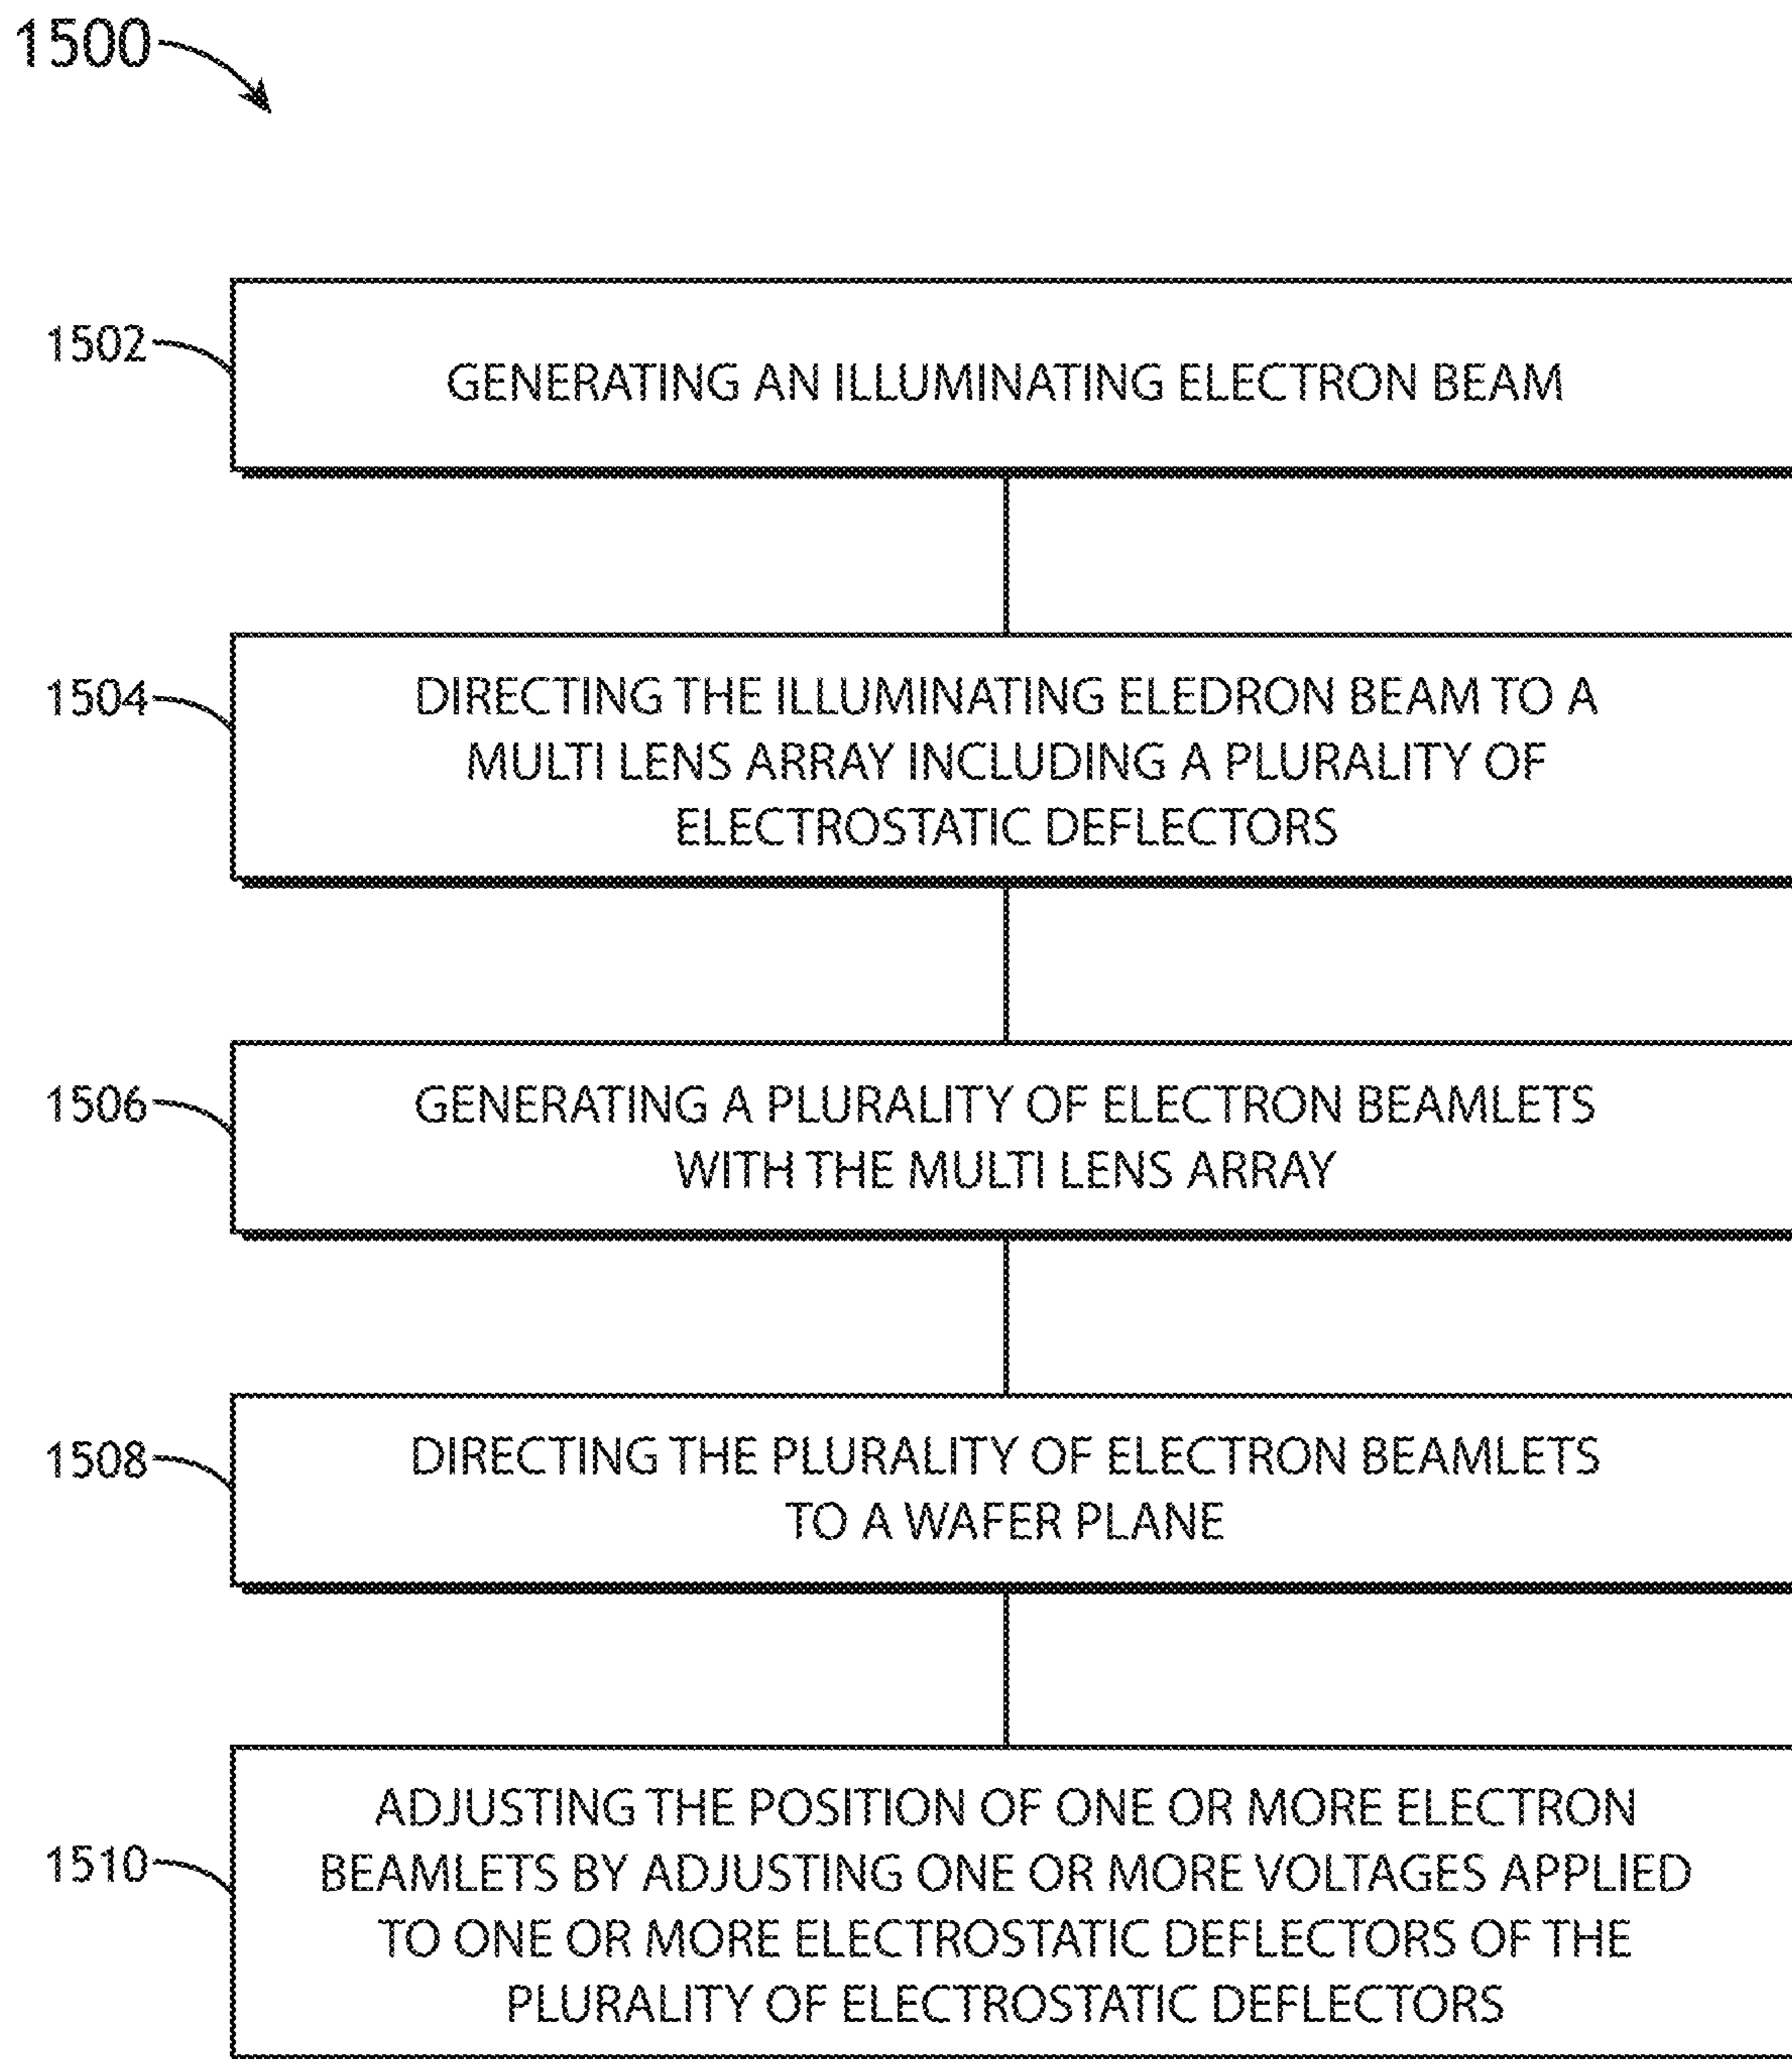 1500
1502
GENERATING AN ILLUMINATING ELECTRON BEAM
1504
DIRECTING THE ILLUMINATING ELEDRON BEAM TO A
MULTI LENS ARRAY INCLUDING A PLURALITY OF
ELECTROSTATIC DEFLECTORS
1506
GENERATING A PLURALITY OF ELECTRON BEAMLETS
WITH THE MULTI LENS ARRAY
1508
DIRECTING THE PLURALITY OF ELECTRON BEAMLETS
TO A WAFER PLANE
1510
ADJUSTING THE POSITION OF ONE OR MORE ELECTRON
BEAMLETS BY ADJUSTING ONE OR MORE VOLTAGES APPLIED
TO ONE OR MORE ELECTROSTATIC DEFLECTORS OF THE
PLURALITY OF ELECTROSTATIC DEFLECTORS